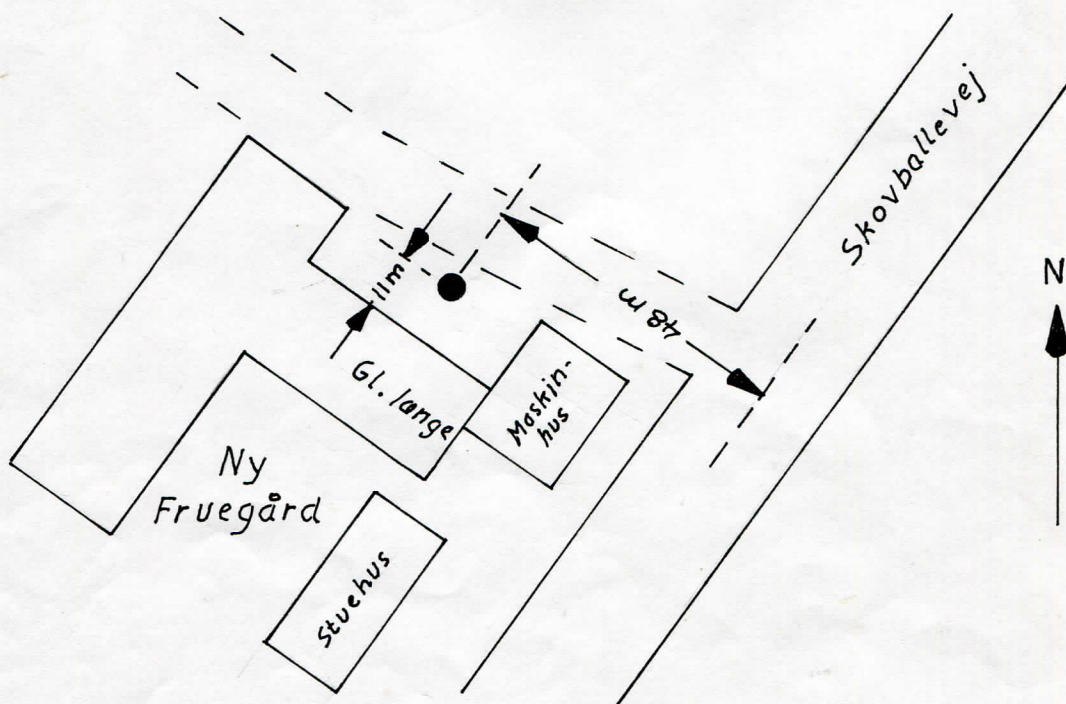 Skovballevej
N
11m
48 m
Gl. længe
Maskin-
hus
Ny
Fruegård
Stuehus